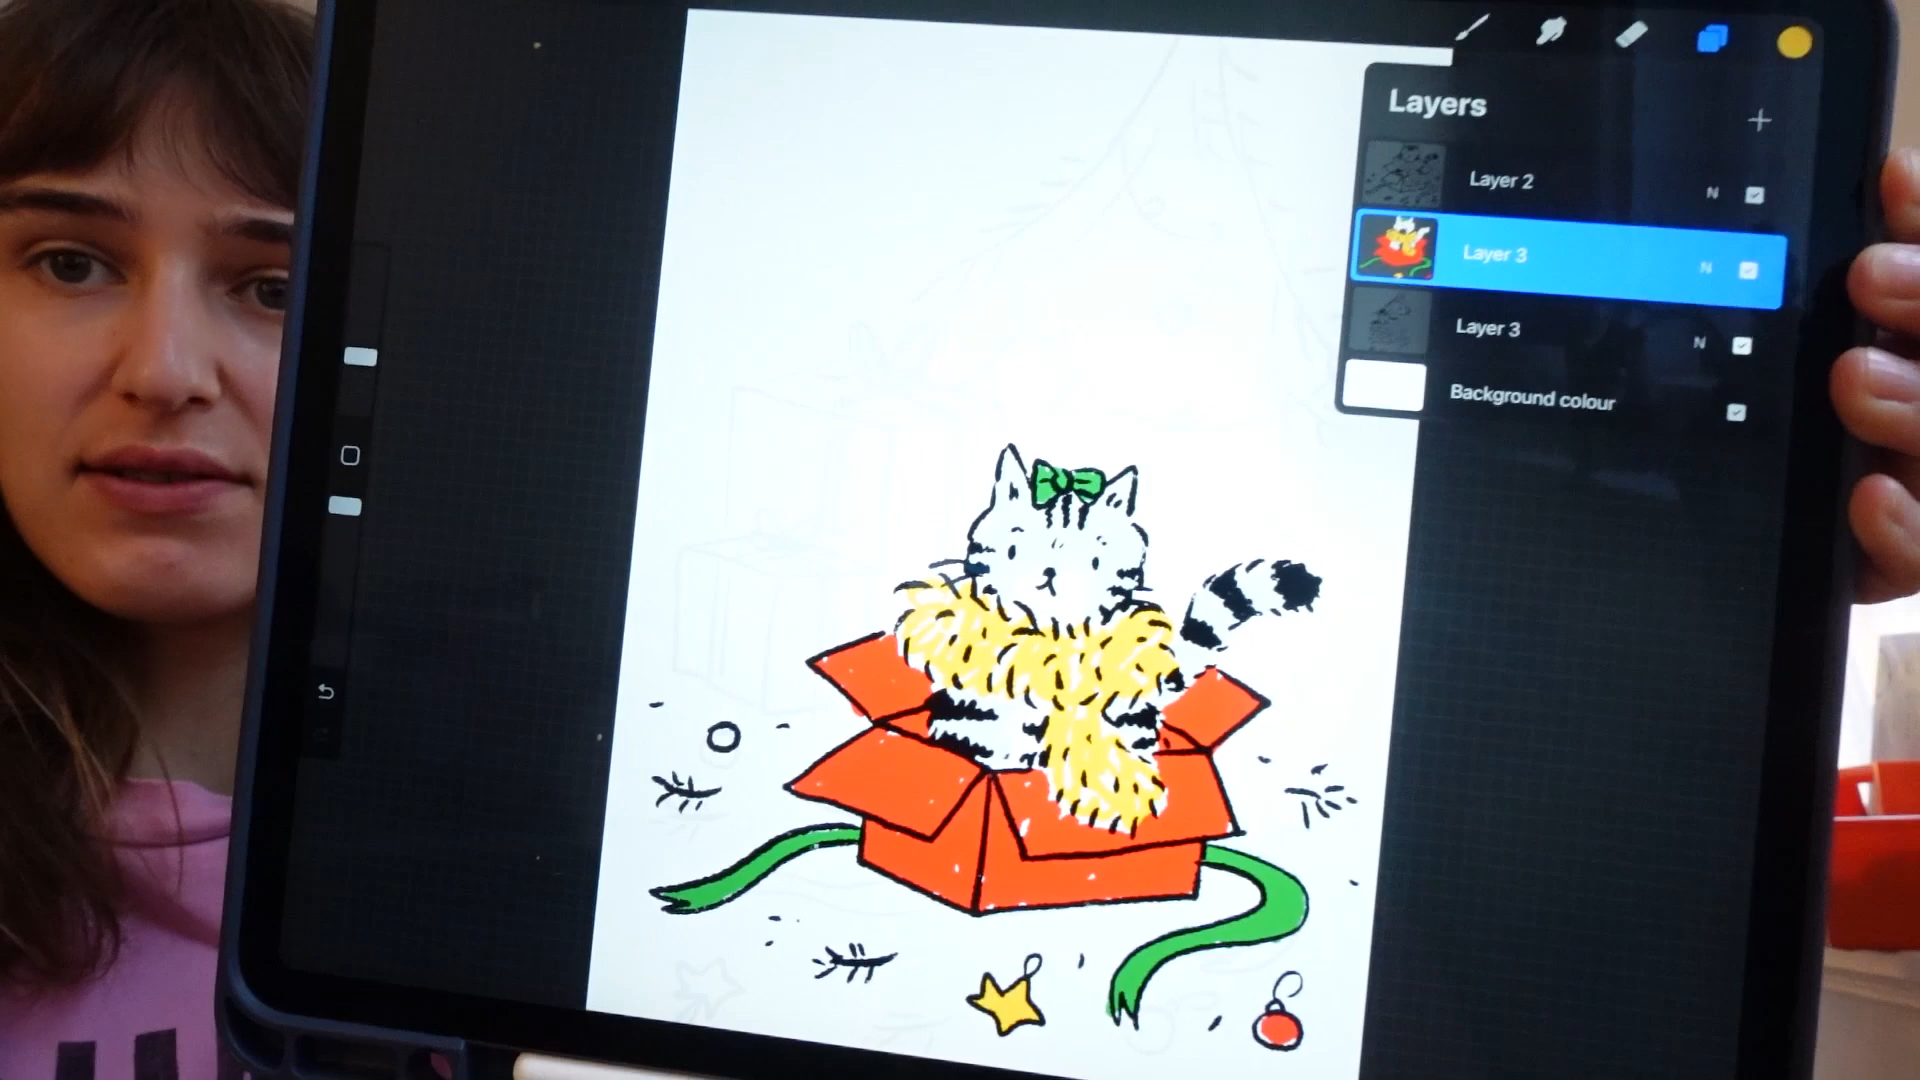 Layers
Layer 2
N
Layer 3
N
Layer 3
N
Background colour